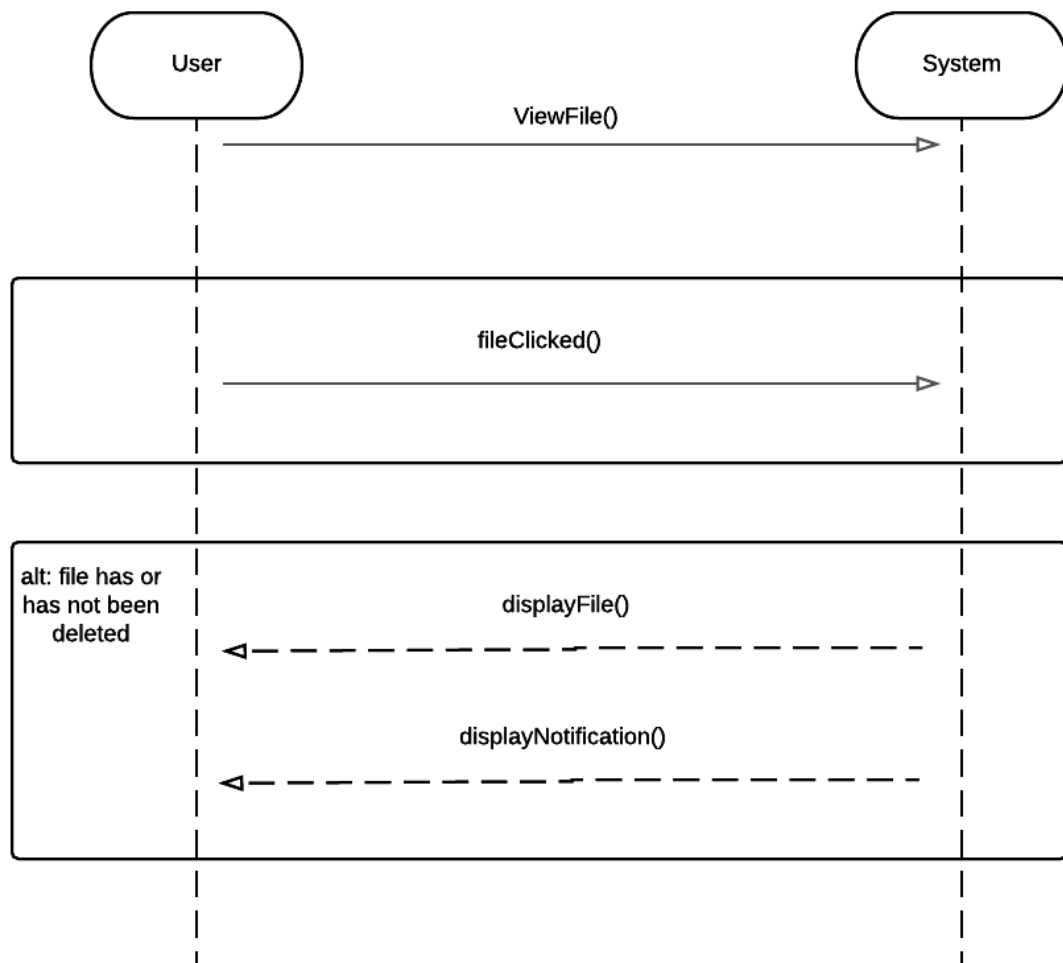 User
System
ViewFile()
fileClicked()
alt: file has or
has not been
deleted
displayFile()
displayNotification()